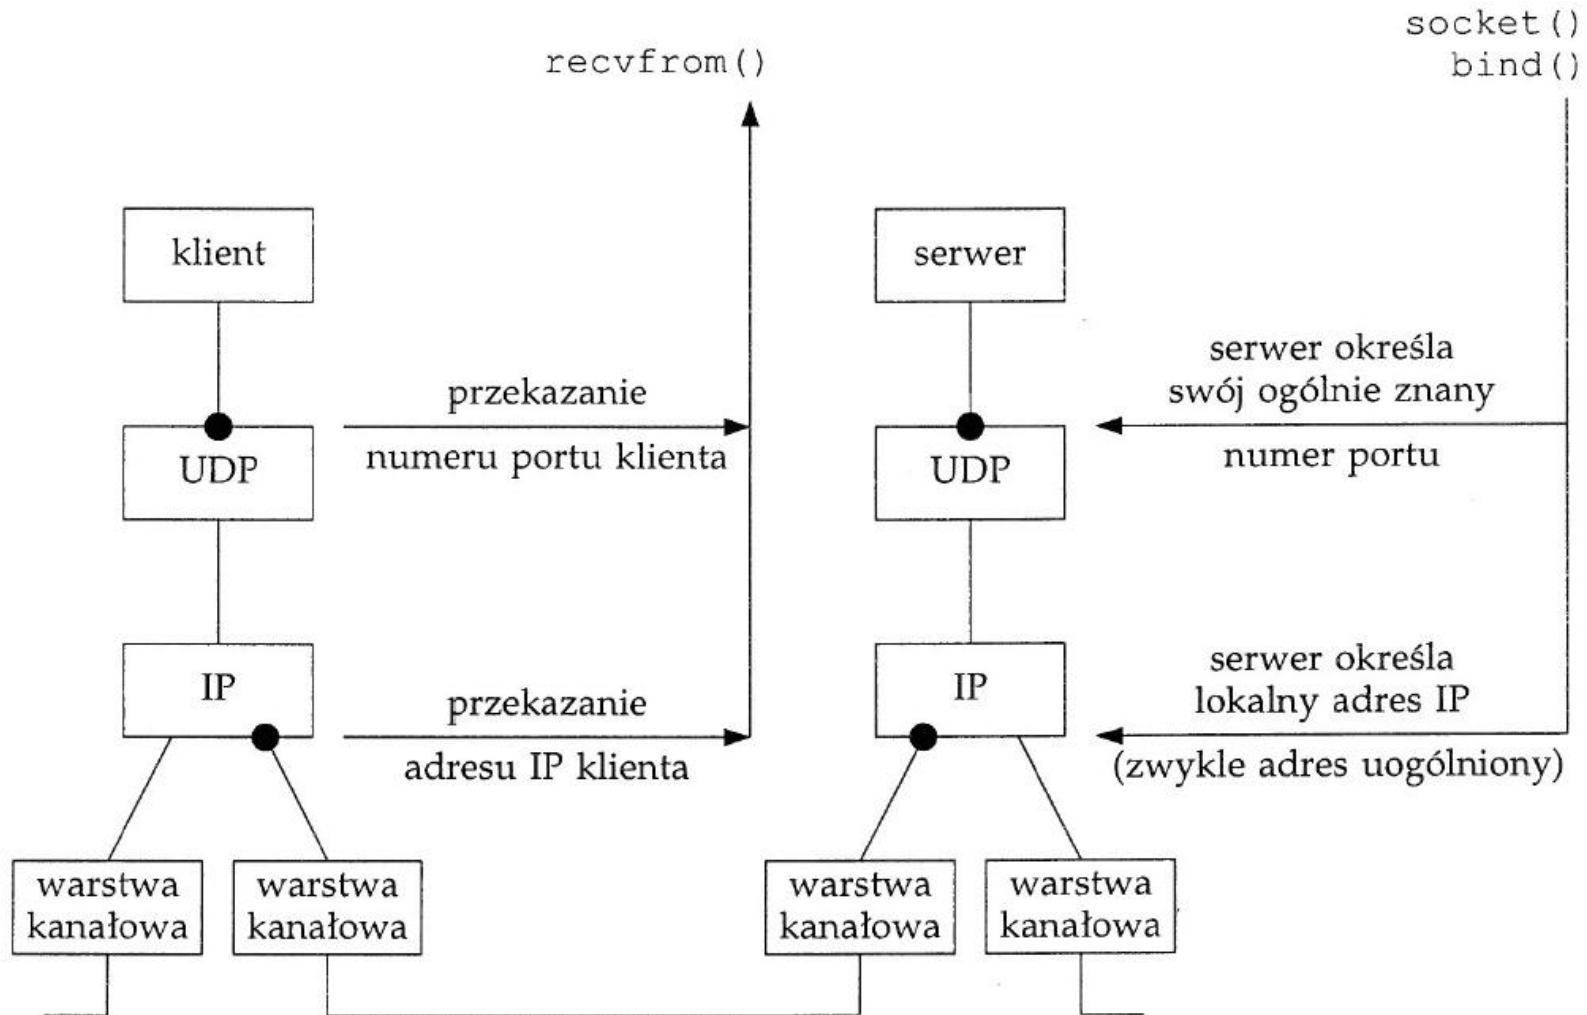 socket()
recvfrom()
bind()
klient
serwer
przekazanie
numeru portu klienta
serwer określa
swój ogólnie znany
numer portu
UDP
UDP
IP
IP
przekazanie
adresu IP klienta
serwer określa
lokalny adres IP
(zwykle adres uogólniony)
warstwa
kanałowa
warstwa
kanałowa
warstwa
kanałowa
warstwa
kanałowa